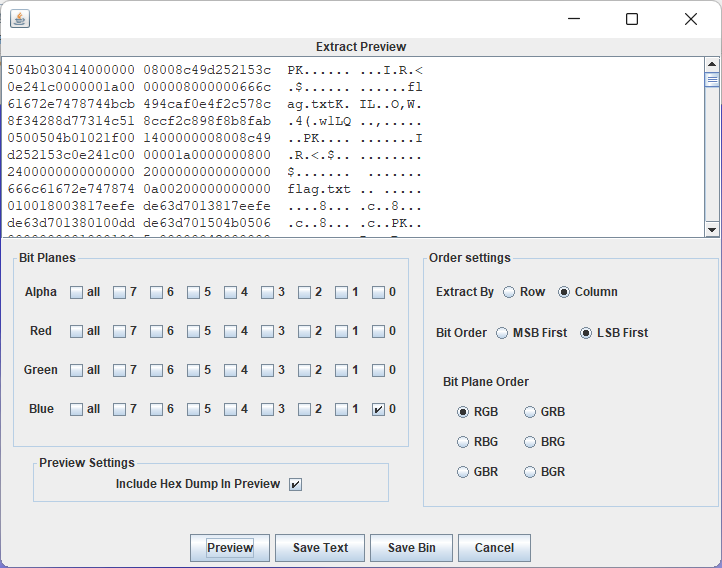 Extract Preview
504b030414000000 08008c49d252153c PK...... ...I.R.<
0e241c0000001a00 000008000000666c .$...... ......fl
61672e7478744bcb 494caf0e4f2c578c ag.txtK. IL..O,W.
8f34288d77314c51 8ccf2c898f8b8fab .4(.w1LQ ..,.....
0500504b01021f00 1400000008008c49 ..PK.... .......I
d252153c0e241c00 00001a0000000800 .R.<.$.. ........
2400000000000000 2000000000000000 $....... .......
666c61672e747874 0a00200000000000 flag.txt .. .....
010018003817eefe de63d7013817eefe ....8... .c..8...
de63d701380100dd de63d701504b0506 .c..8... .c..PK..
Bit Planes
Alpha all 7 6 5 4 3 2 1 0
Red all 7 6 5 4 3 2 1 0
Green all 7 6 5 4 3 2 1 0
Blue all 7 6 5 4 3 2 1 0
Preview Settings
Include Hex Dump In Preview
Order settings
Extract By Row Column
Bit Order MSB First LSB First
Bit Plane Order
RGB GRB
RBG BRG
GBR BGR
Preview Save Text Save Bin Cancel